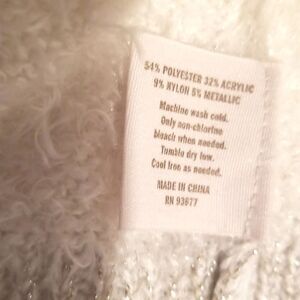 54% POLYESTER 32% ACRYLIC
9% NYLON 5% METALLIC
Machine wash cold.
Only non-chlorine
bleach when needed.
Tumble dry low.
Cool iron as needed.
MADE IN CHINA
RN 93677